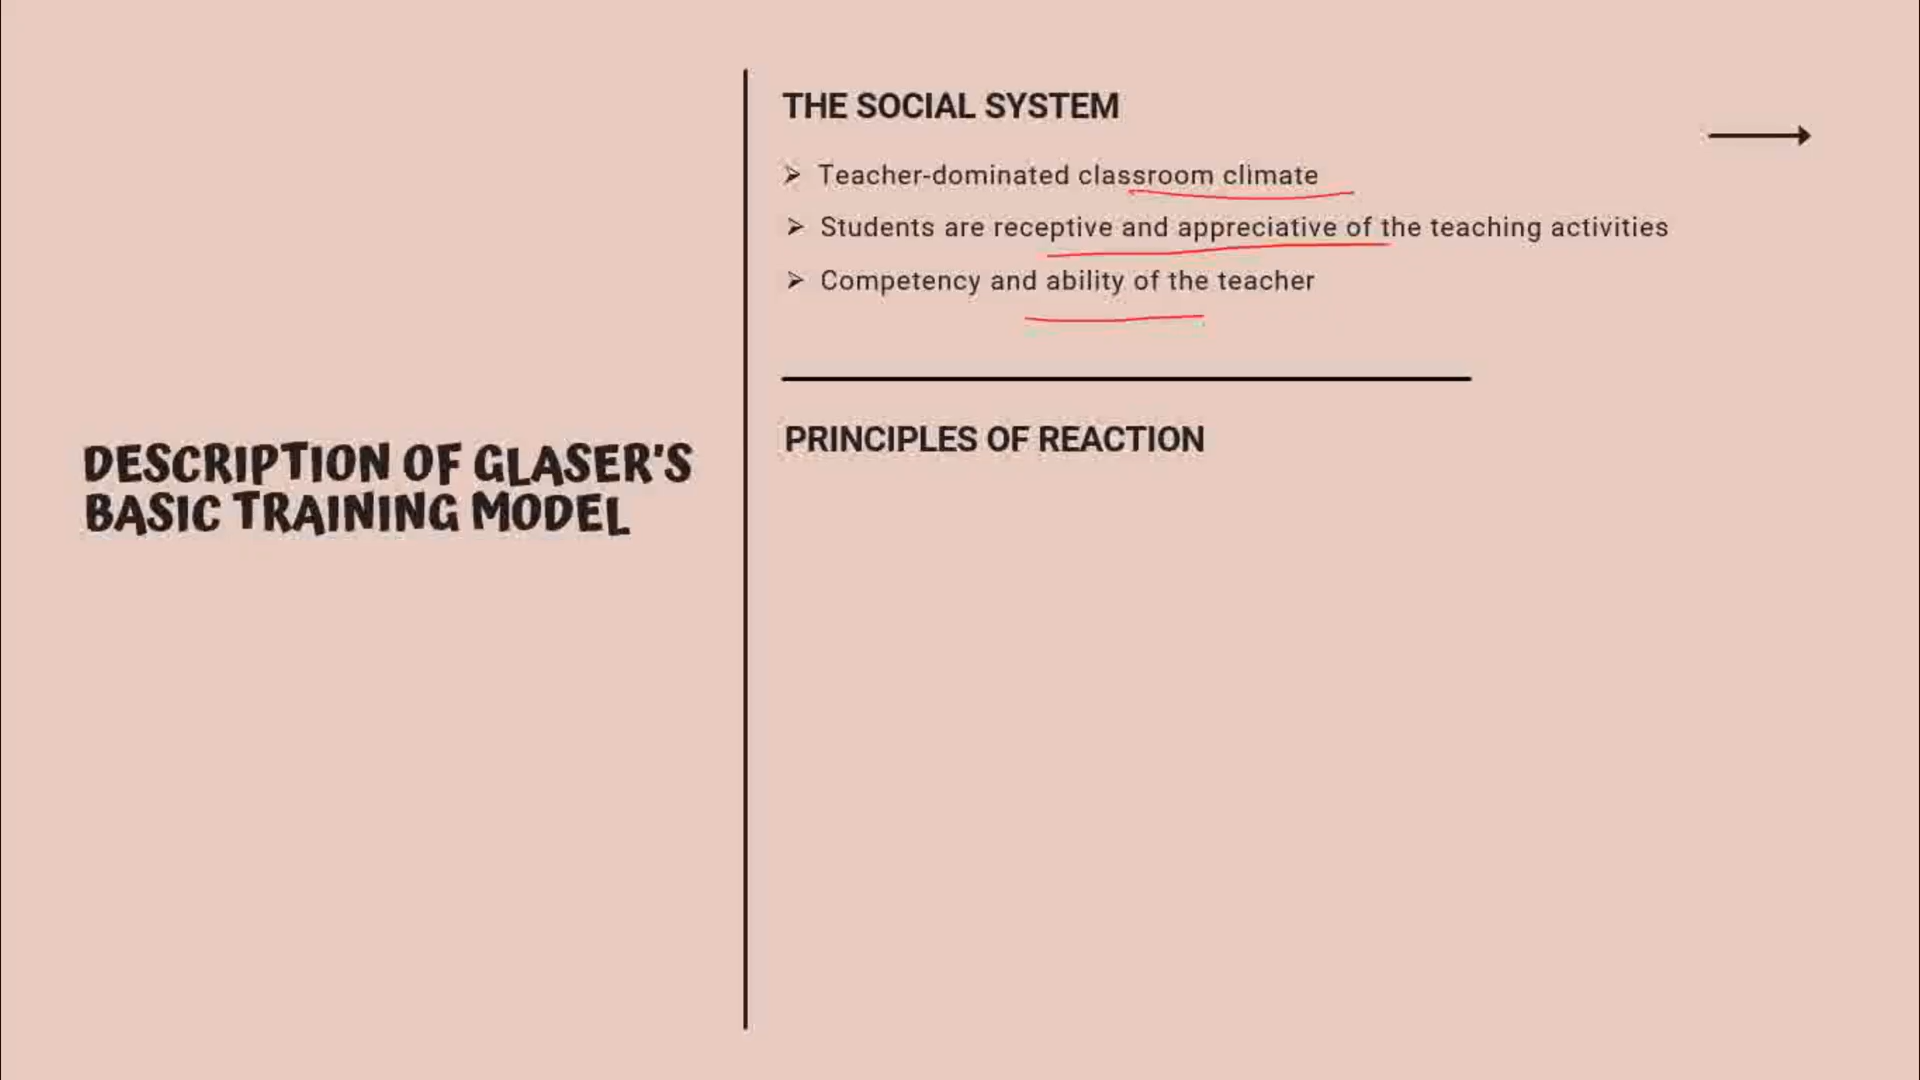 DESCRIPTION OF GLASER'S
BASIC TRAINING MODEL
THE SOCIAL SYSTEM
➢ Teacher-dominated classroom climate
➢ Students are receptive and appreciative of the teaching activities
➢ Competency and ability of the teacher
PRINCIPLES OF REACTION